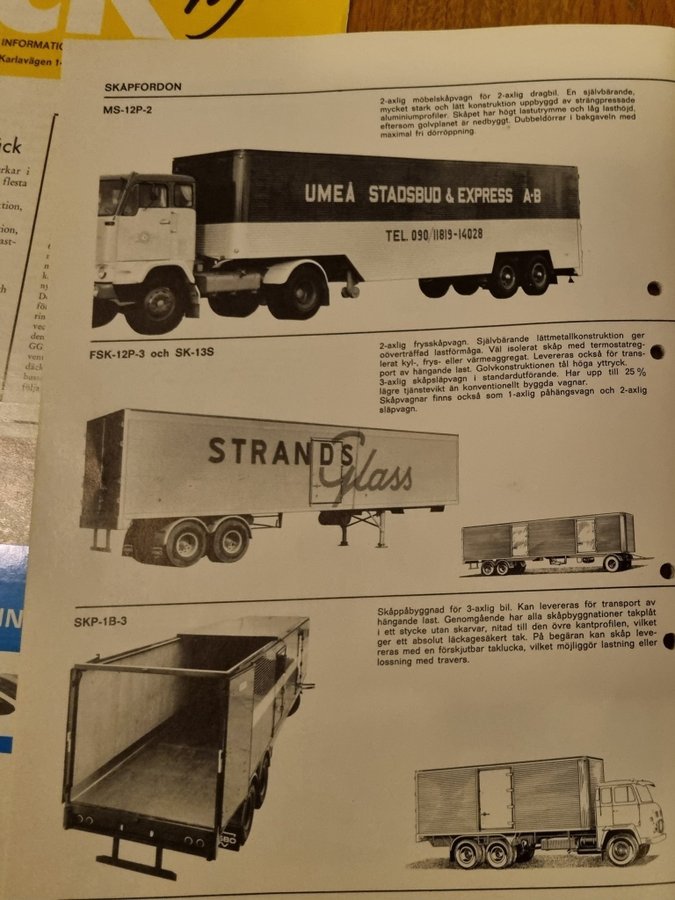 INFORMATIO
Karlavägen 1
SKÅPFORDON
MS-12P-2
2-axlig möbelskåpvagn för 2-axlig dragbil. En självbärande,
mycket stark och lätt konstruktion uppbyggd av strängpressade
aluminiumprofiler. Skåpet har högt lastutrymme och låg lasthöjd,
eftersom golvplanet är nedbyggt. Dubbeldörrar i bakgaveln med
maximal fri dörröppning.
UMEÅ STADSBUD & EXPRESS A-B
TEL. 090/11819-14028
FSK-12P-3 och SK-13S
2-axlig frysskåpvagn. Självbärande lättmetallkonstruktion ger
oöverträffad lastförmåga. Väl isolerat skåp med termostatreg-
lerat kyl-, frys- eller värmeaggregat. Levereras också för trans-
port av hängande last. Golvkonstruktionen tål höga yttryck.
3-axlig skåpsläpvagn i standardutförande. Har upp till 25 %
lägre tjänstevikt än konventionellt byggda vagnar.
Skåpvagnar finns också som 1-axlig påhängsvagn och 2-axlig
släpvagn.
STRANDS
Glass
SKP-1B-3
Skåppåbyggnad för 3-axlig bil. Kan levereras för transport av
hängande last. Genomgående har alla skåpbyggnationer takplåt
i ett stycke utan skarvar, nitad till den övre kantprofilen, vilket
ger ett absolut läckagesäkert tak. På begäran kan skåp leve-
reras med en förskjutbar taklucka, vilket möjliggör lastning eller
lossning med travers.